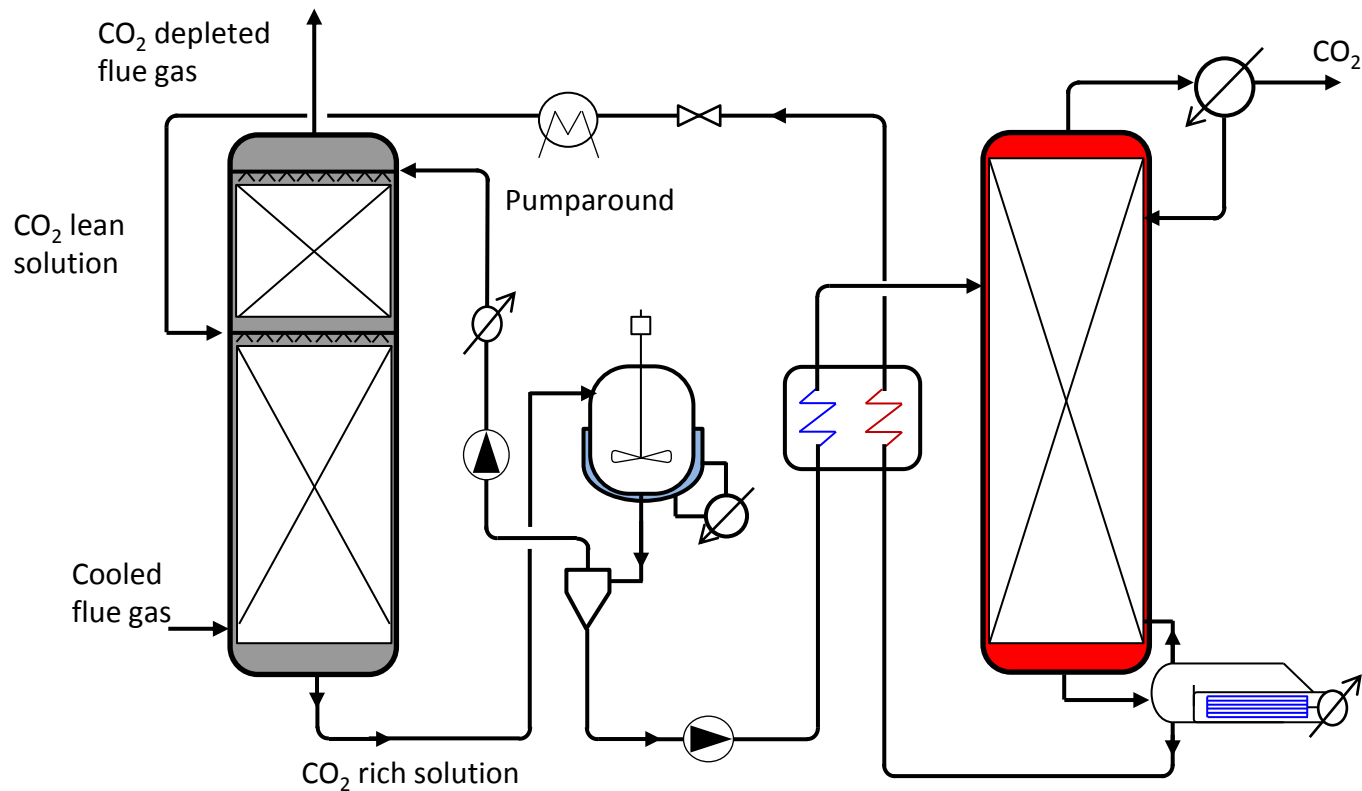 CO₂ depleted
flue gas
CO₂
Pumparound
CO₂ lean
solution
Cooled
flue gas
CO₂ rich solution